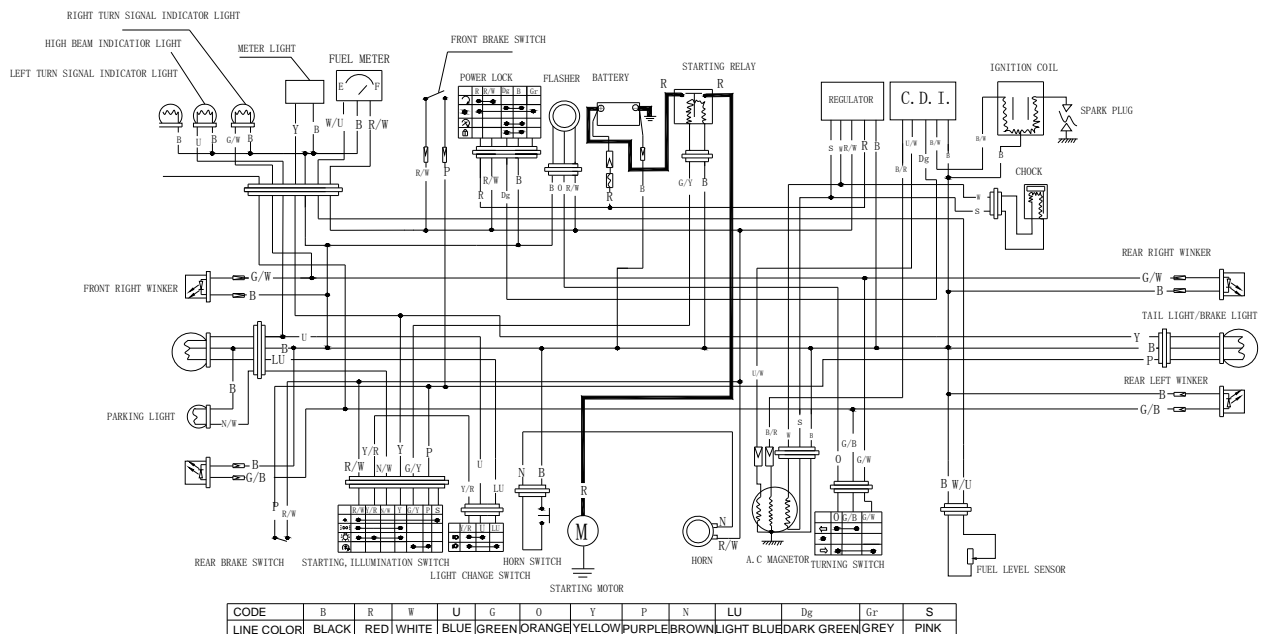 RIGHT TURN SIGNAL INDICATOR LIGHT
HIGH BEAM INDICATIOR LIGHT
LEFT TURN SIGNAL INDICATOR LIGHT
METER LIGHT
FUEL METER
E F
FRONT BRAKE SWITCH
POWER LOCK
R R/W Dg B Gr
FLASHER
BATTERY
STARTING RELAY
R R
REGULATOR
C. D. I.
IGNITION COIL
SPARK PLUG
B U B G/W B Y B W/U B R/W
R/W P
R R/W Dg B
B O R/W
R B
G/Y B
S W R/W R B
B/R U/W Dg B/W B
B/W B
CHOCK
W
S
FRONT RIGHT WINKER
G/W
B
REAR RIGHT WINKER
G/W
B
U
B
LU
TAIL LIGHT/BRAKE LIGHT
Y
B
P
PARKING LIGHT
B
N/W
REAR LEFT WINKER
B
G/B
B
G/B
P R/W
REAR BRAKE SWITCH
R/W Y/R N/W Y G/Y P
R/W Y/R N/W Y G/Y P S
STARTING, ILLUMINATION SWITCH
Y/R U LU
Y/R U LU
LIGHT CHANGE SWITCH
N B
HORN SWITCH
R
M
STARTING MOTOR
N
R/W
HORN
U/W B/R W S B
A.C MAGNETOR
O G/B G/W
O G/B G/W
TURNING SWITCH
B W/U
FUEL LEVEL SENSOR
CODE B R W U G O Y P N LU Dg Gr S
LINE COLOR BLACK RED WHITE BLUE GREEN ORANGE YELLOW PURPLE BROWN LIGHT BLUE DARK GREEN GREY PINK